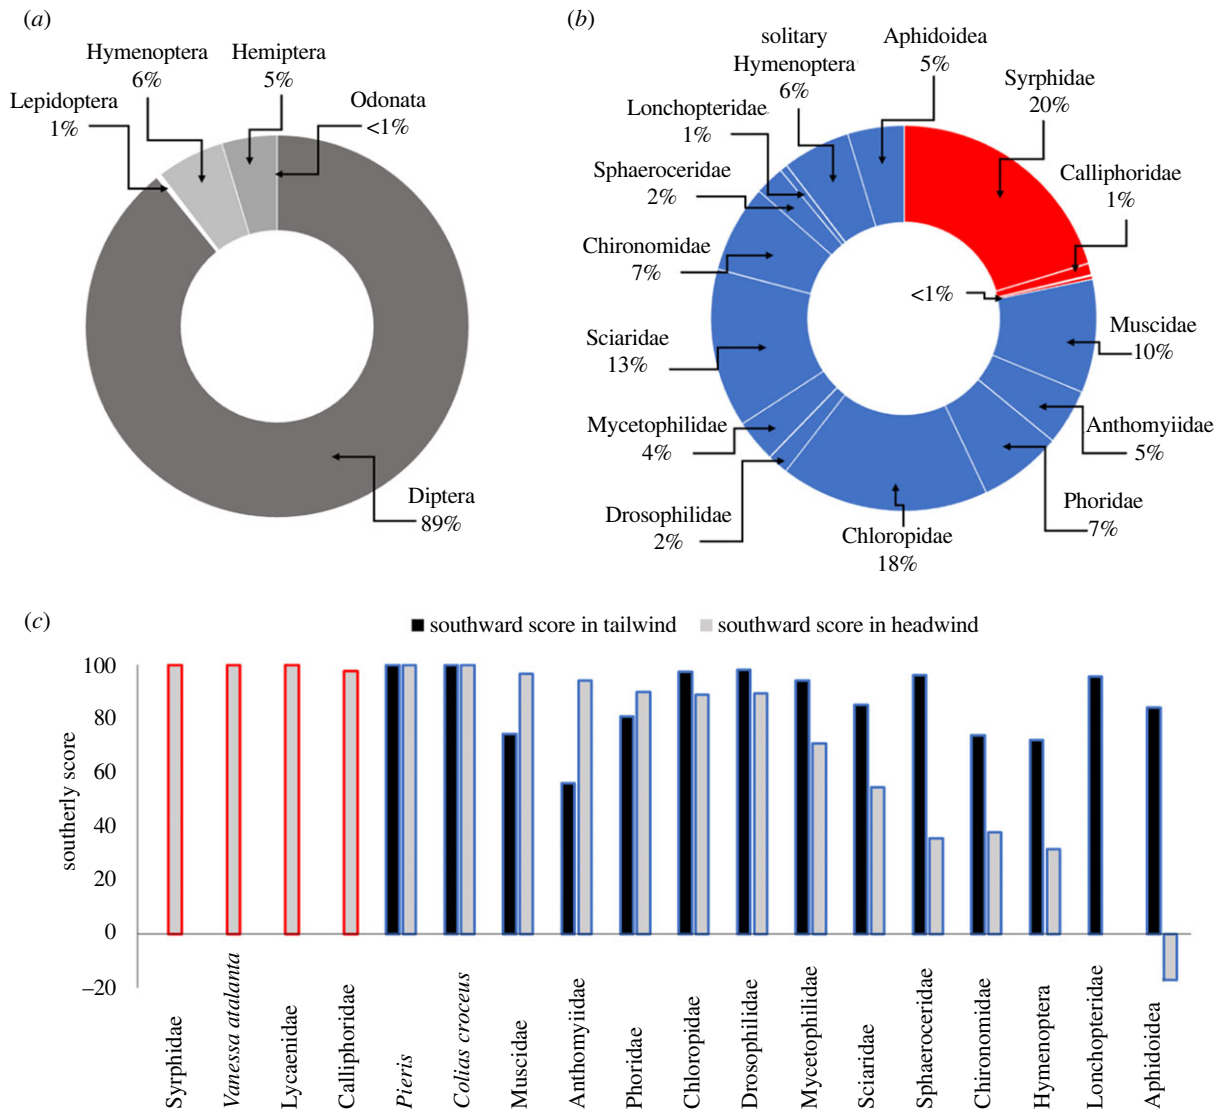 (a)
Hymenoptera
6%
Hemiptera
5%
Lepidoptera
1%
Odonata
<1%
Diptera
89%
(b)
solitary
Hymenoptera
6%
Aphidoidea
5%
Syrphidae
20%
Lonchopteridae
1%
Calliphoridae
1%
Sphaeroceridae
2%
Chironomidae
7%
<1%
Muscidae
10%
Sciaridae
13%
Anthomyiidae
5%
Mycetophilidae
4%
Phoridae
7%
Drosophilidae
2%
Chloropidae
18%
(c)
southward score in tailwind
southward score in headwind
southerly score
100
80
60
40
20
0
–20
Syrphidae
Vanessa atalanta
Lycaenidae
Calliphoridae
Pieris
Colias croceus
Muscidae
Anthomyiidae
Phoridae
Chloropidae
Drosophilidae
Mycetophilidae
Sciaridae
Sphaeroceridae
Chironomidae
Hymenoptera
Lonchopteridae
Aphidoidea